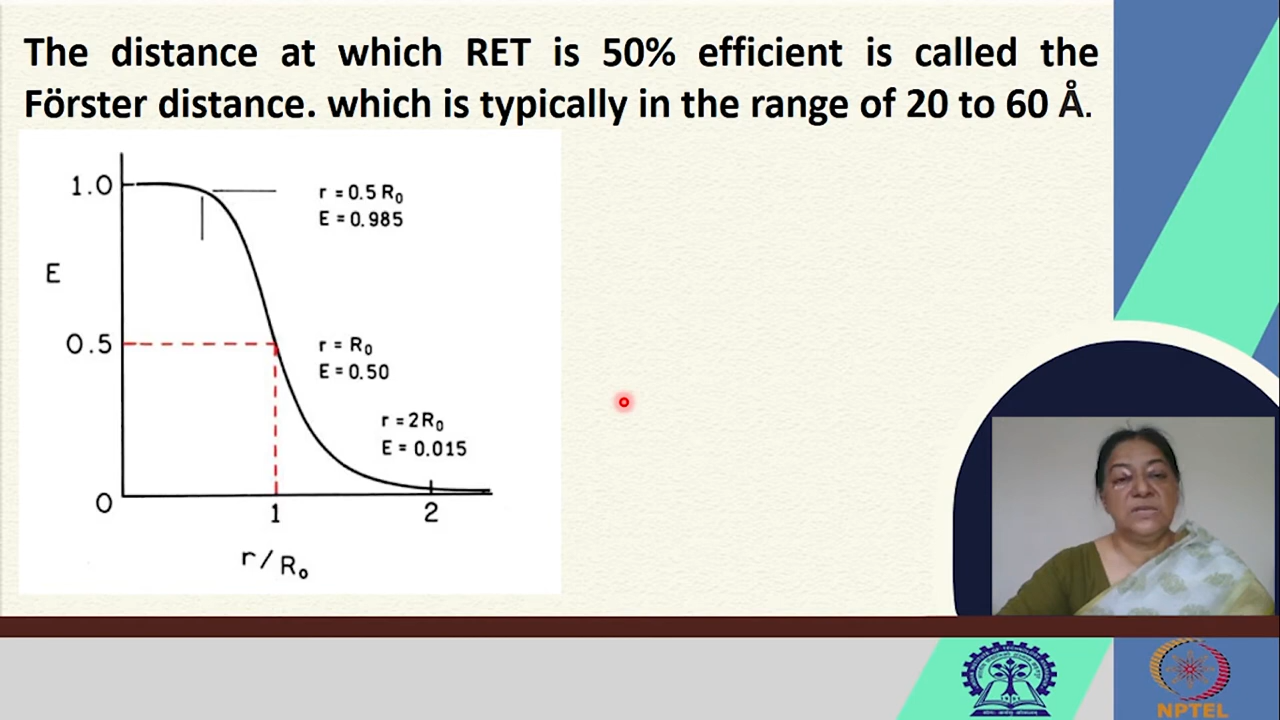 The distance at which RET is 50% efficient is called the
Förster distance. which is typically in the range of 20 to 60 Å.
1.0
r = 0.5 R₀
E = 0.985
E
0.5
r = R₀
E = 0.50
r = 2R₀
E = 0.015
0
1
2
r / R₀
NPTEL